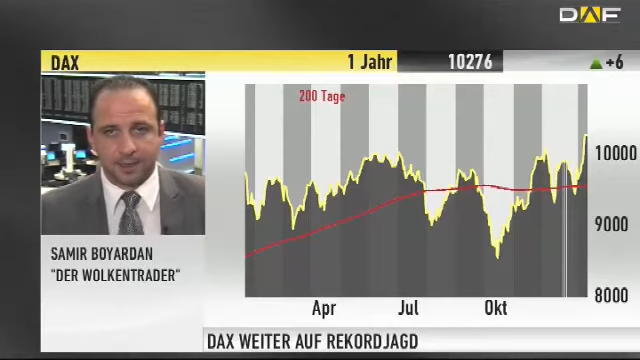 DAF
DAX 1 Jahr 10276 +6
200 Tage
10000
9000
8000
Apr Jul Okt
SAMIR BOYARDAN
"DER WOLKENTRADER"
DAX WEITER AUF REKORDJAGD